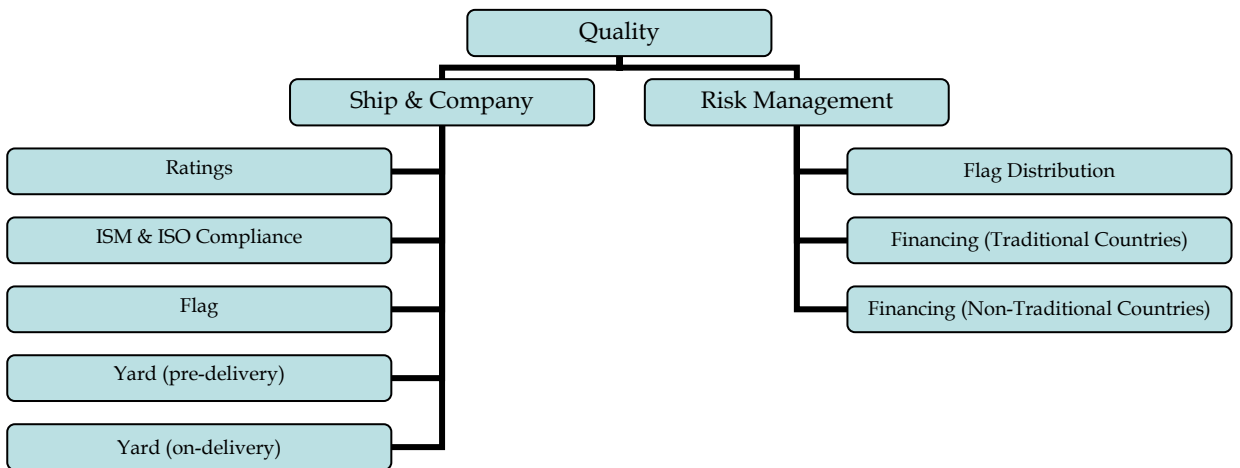 Quality
Ship & Company
Risk Management
Ratings
ISM & ISO Compliance
Flag
Yard (pre-delivery)
Yard (on-delivery)
Flag Distribution
Financing (Traditional Countries)
Financing (Non-Traditional Countries)